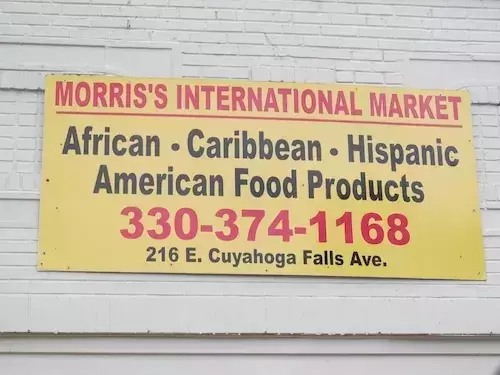 MORRIS'S INTERNATIONAL MARKET
African • Caribbean • Hispanic
American Food Products
330-374-1168
216 E. Cuyahoga Falls Ave.